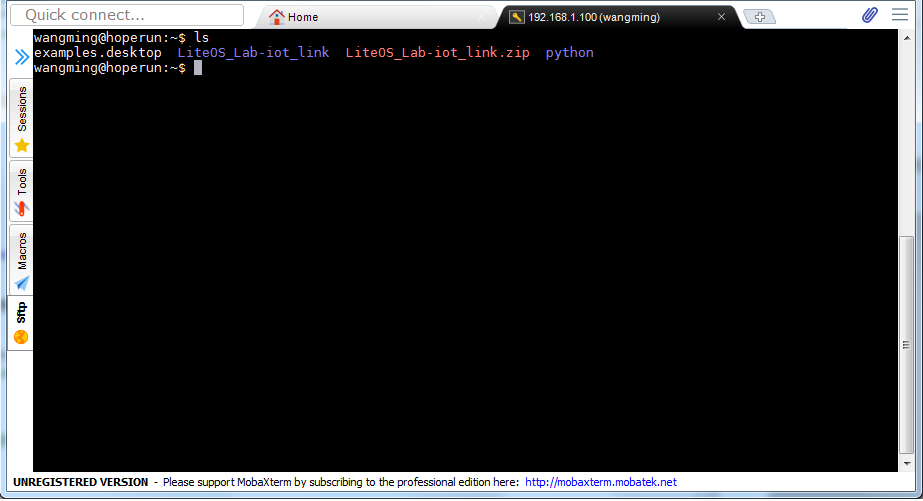 Quick connect...
Home
192.168.1.100 (wangming)
wangming@hoperun:~$ ls
examples.desktop LiteOS_Lab-iot_link LiteOS_Lab-iot_link.zip python
wangming@hoperun:~$
Sessions
Tools
Macros
Sftp
UNREGISTERED VERSION - Please support MobaXterm by subscribing to the professional edition here: http://mobaxterm.mobatek.net